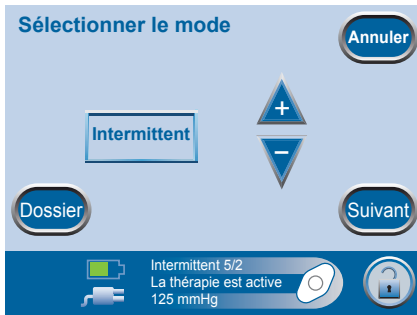 Sélectionner le mode
Annuler
+
Intermittent
−
Dossier
Suivant
Intermittent 5/2
La thérapie est active
125 mmHg